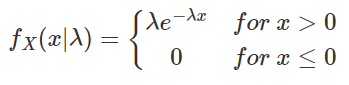 f_X(x|λ) = { λe^{−λx} for x > 0
0 for x ≤ 0